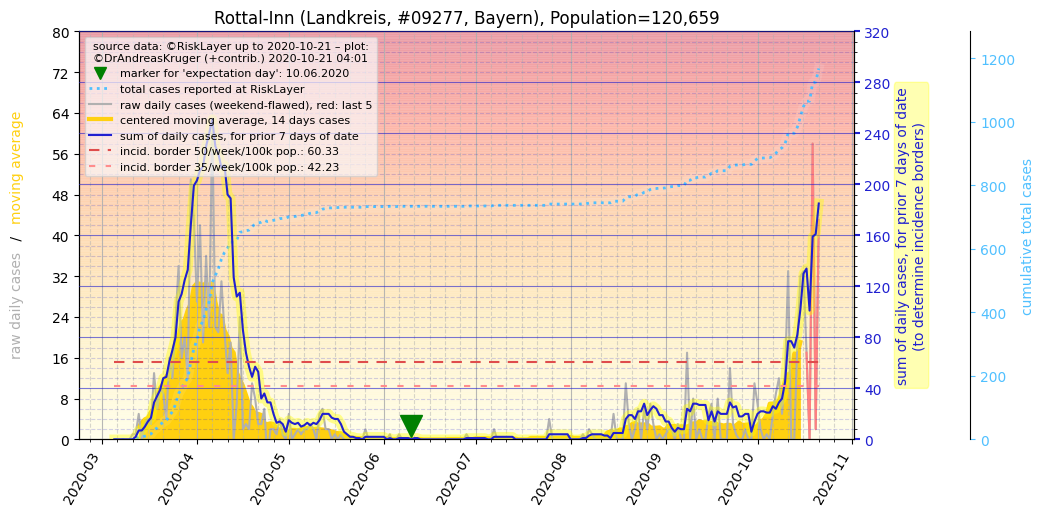 Rottal-Inn (Landkreis, #09277, Bayern), Population=120,659
source data: ©RiskLayer up to 2020-10-21 – plot:
©DrAndreasKruger (+contrib.) 2020-10-21 04:01
marker for 'expectation day': 10.06.2020
total cases reported at RiskLayer
raw daily cases (weekend-flawed), red: last 5
centered moving average, 14 days cases
sum of daily cases, for prior 7 days of date
incid. border 50/week/100k pop.: 60.33
incid. border 35/week/100k pop.: 42.23
raw daily cases / moving average
80
72
64
56
48
40
32
24
16
8
0
320
280
240
200
160
120
80
40
0
sum of daily cases, for prior 7 days of date
(to determine incidence borders)
1200
1000
800
600
400
200
0
cumulative total cases
2020-03
2020-04
2020-05
2020-06
2020-07
2020-08
2020-09
2020-10
2020-11